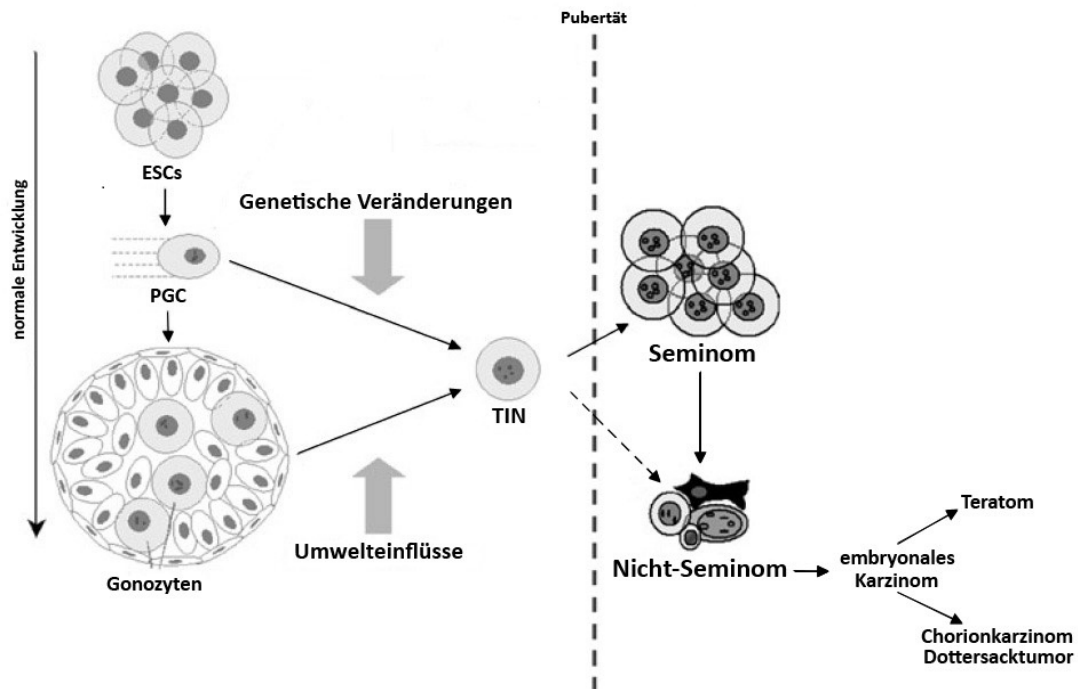 Pubertät
normale Entwicklung
ESCs
Genetische Veränderungen
PGC
Seminom
TIN
Umwelteinflüsse
Gonozyten
Nicht-Seminom
embryonales
Karzinom
Teratom
Chorionkarzinom
Dottersacktumor